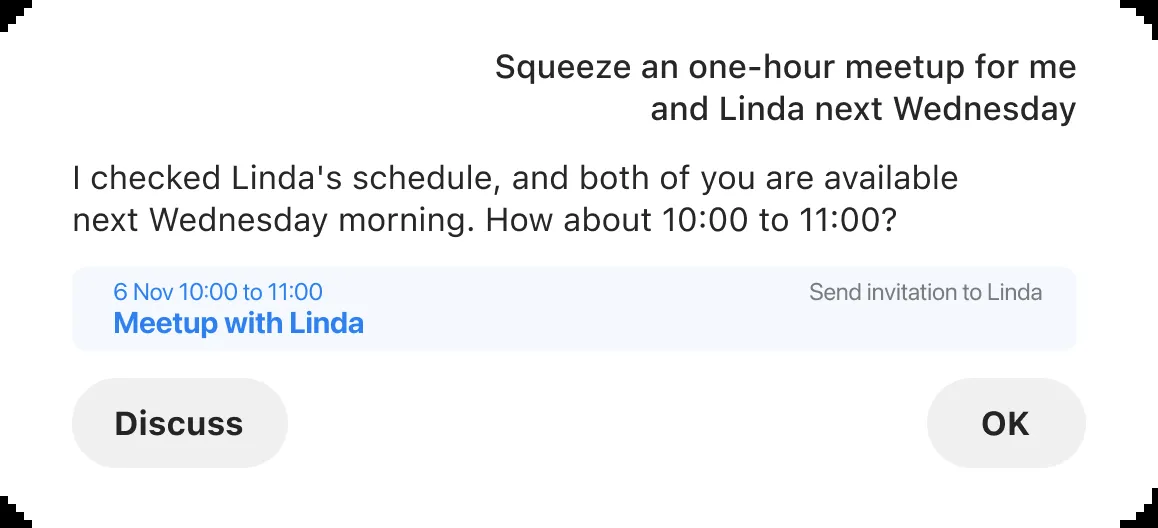 Squeeze an one-hour meetup for me
and Linda next Wednesday
I checked Linda's schedule, and both of you are available
next Wednesday morning. How about 10:00 to 11:00?
6 Nov 10:00 to 11:00
Send invitation to Linda
Meetup with Linda
Discuss
OK